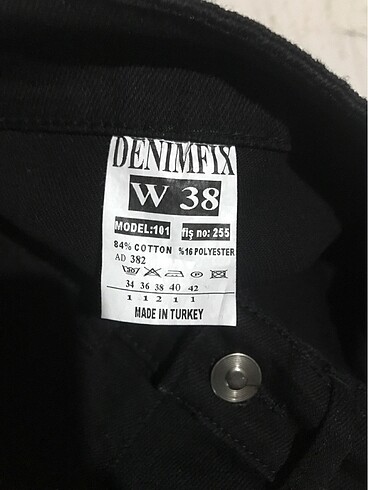 DENIMFIX
W 38
MODEL:101 fiş no: 255
84% COTTON %16 POLYESTER
AD 382
34 36 38 40 42
1 1 2 1 1
MADE IN TURKEY